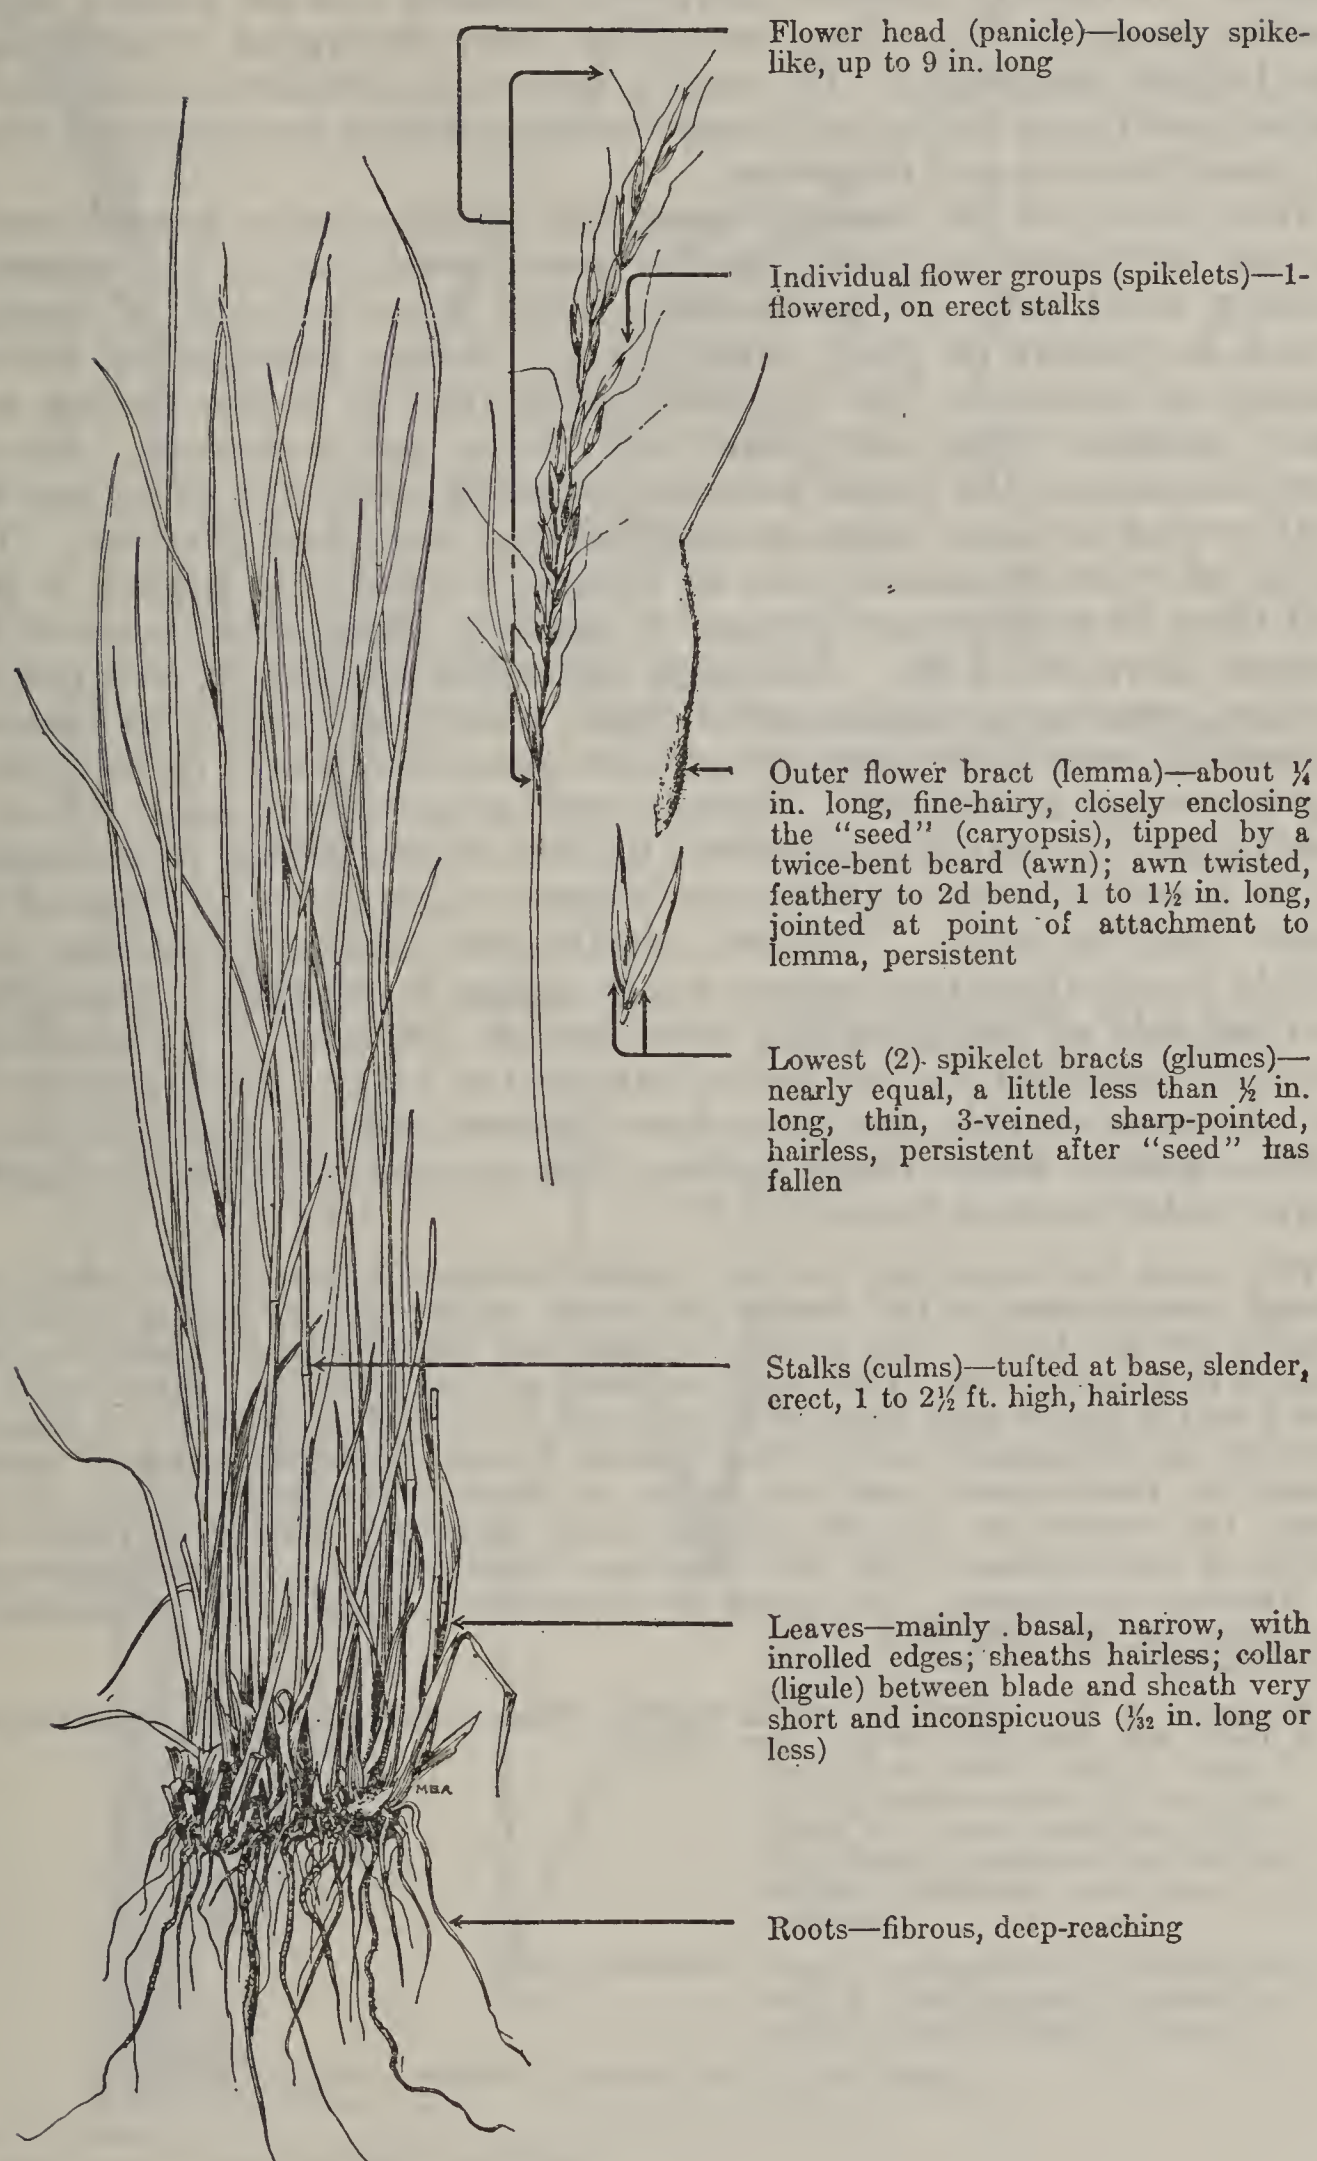 Flower head (panicle)—loosely spike-
like, up to 9 in. long
Individual flower groups (spikelets)—1-
flowered, on erect stalks
Outer flower bract (lemma)—about ¼
in. long, fine-hairy, closely enclosing
the “seed” (caryopsis), tipped by a
twice-bent beard (awn); awn twisted,
feathery to 2d bend, 1 to 1½ in. long,
jointed at point of attachment to
lemma, persistent
Lowest (2) spikelet bracts (glumes)—
nearly equal, a little less than ½ in.
long, thin, 3-veined, sharp-pointed,
hairless, persistent after “seed” has
fallen
Stalks (culms)—tufted at base, slender,
erect, 1 to 2½ ft. high, hairless
Leaves—mainly basal, narrow, with
inrolled edges; sheaths hairless; collar
(ligule) between blade and sheath very
short and inconspicuous (1/32 in. long or
less)
MBA
Roots—fibrous, deep-reaching